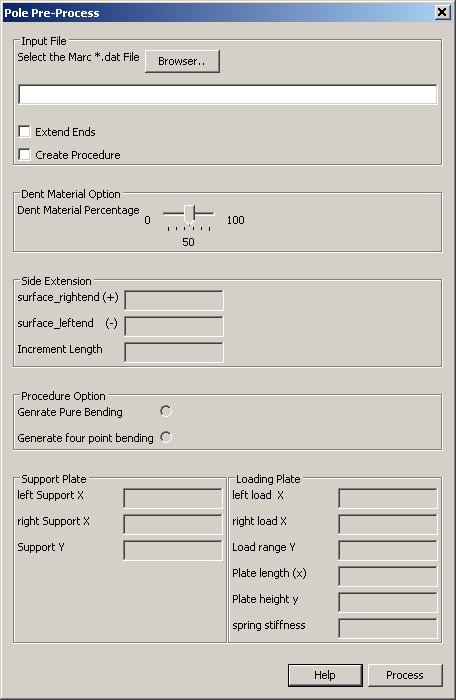 Pole Pre-Process
Input File
Select the Marc *.dat File Browser..
Extend Ends
Create Procedure
Dent Material Option
Dent Material Percentage 0 100
50
Side Extension
surface_rightend (+)
surface_leftend (-)
Increment Length
Procedure Option
Genrate Pure Bending
Generate four point bending
Support Plate
left Support X
right Support X
Support Y
Loading Plate
left load X
right load X
Load range Y
Plate length (x)
Plate height y
spring stiffness
Help Process